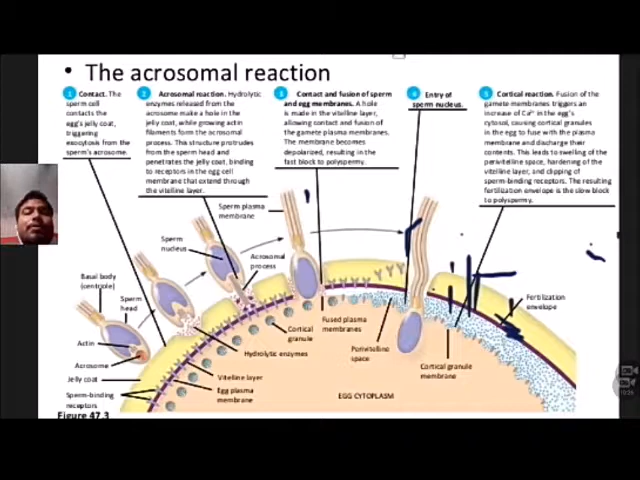 • The acrosomal reaction
1 Contact. The
sperm cell
contacts the
egg's jelly coat,
triggering
exocytosis from the
sperm's acrosome.
2 Acrosomal reaction. Hydrolytic
enzymes released from the
acrosome make a hole in the
jelly coat, while growing actin
filaments form the acrosomal
process. This structure protrudes
from the sperm head and
penetrates the jelly coat, binding
to receptors in the egg cell
membrane that extend through
the vitelline layer.
3 Contact and fusion of sperm
and egg membranes. A hole
is made in the vitelline layer,
allowing contact and fusion of
the gamete plasma membranes.
The membrane becomes
depolarized, resulting in the
fast block to polyspermy.
4 Entry of
sperm nucleus.
5 Cortical reaction. Fusion of the
gamete membranes triggers an
increase of Ca²⁺ in the egg's
cytosol, causing cortical granules
in the egg to fuse with the plasma
membrane and discharge their
contents. This leads to swelling of the
perivitelline space, hardening of the
vitelline layer, and clipping of
sperm-binding receptors. The resulting
fertilization envelope is the slow block
to polyspermy.
Sperm plasma
membrane
Sperm
nucleus
Acrosomal
process
Basal body
(centriole)
Sperm
head
Actin
Acrosome
Jelly coat
Sperm-binding
receptors
Hydrolytic enzymes
Vitelline layer
Egg plasma
membrane
Cortical
granule
Fused plasma
membranes
Perivitelline
space
Cortical granule
membrane
Fertilization
envelope
EGG CYTOPLASM
Figure 47.3